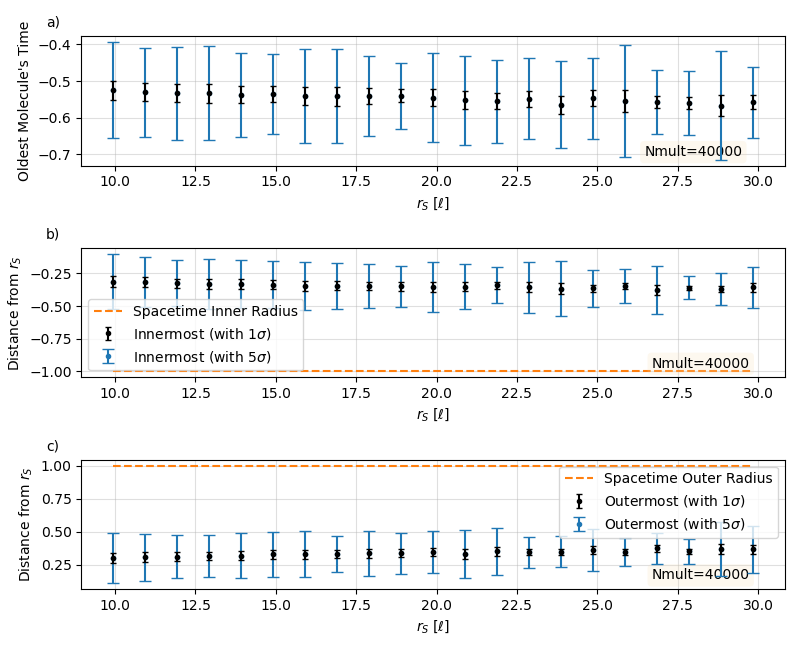 a)
Oldest Molecule's Time
−0.4
−0.5
−0.6
−0.7
Nmult=40000
10.0 12.5 15.0 17.5 20.0 22.5 25.0 27.5 30.0
r_S [ℓ]
b)
Distance from r_S
−0.25
−0.50
−0.75
−1.00
Spacetime Inner Radius
Innermost (with 1σ)
Innermost (with 5σ)
Nmult=40000
10.0 12.5 15.0 17.5 20.0 22.5 25.0 27.5 30.0
r_S [ℓ]
c)
Distance from r_S
1.00
0.75
0.50
0.25
Spacetime Outer Radius
Outermost (with 1σ)
Outermost (with 5σ)
Nmult=40000
10.0 12.5 15.0 17.5 20.0 22.5 25.0 27.5 30.0
r_S [ℓ]